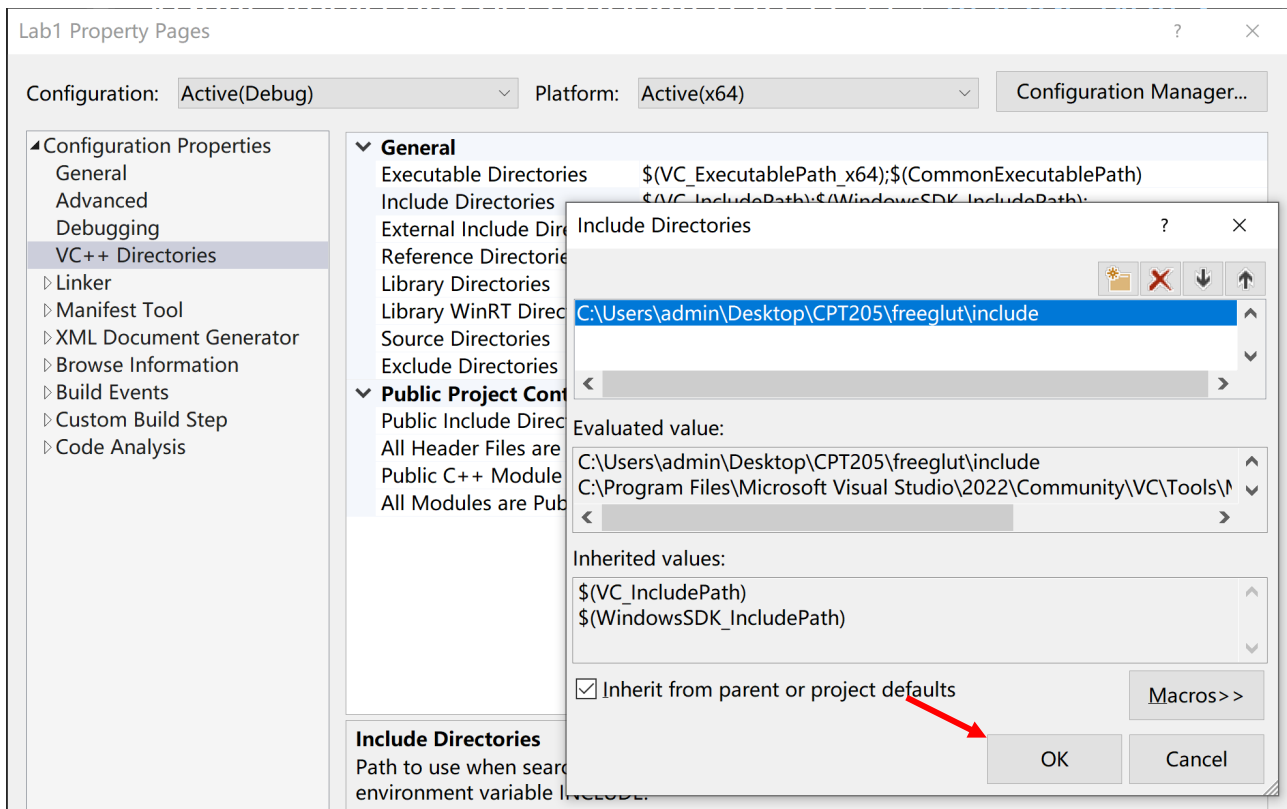 Lab1 Property Pages
Configuration: Active(Debug) Platform: Active(x64) Configuration Manager...
Configuration Properties
General
Advanced
Debugging
VC++ Directories
Linker
Manifest Tool
XML Document Generator
Browse Information
Build Events
Custom Build Step
Code Analysis
General
Executable Directories $(VC_ExecutablePath_x64);$(CommonExecutablePath)
Include Directories $(VC_IncludePath);$(WindowsSDK_IncludePath);
External Include Dire
Reference Directorie
Library Directories
Library WinRT Direc
Source Directories
Exclude Directories
Public Project Cont
Public Include Direc
All Header Files are
Public C++ Module
All Modules are Pub
Include Directories
Path to use when searc
environment variable INCLUDE.
Include Directories
C:\Users\admin\Desktop\CPT205\freeglut\include
Evaluated value:
C:\Users\admin\Desktop\CPT205\freeglut\include
C:\Program Files\Microsoft Visual Studio\2022\Community\VC\Tools\
Inherited values:
$(VC_IncludePath)
$(WindowsSDK_IncludePath)
Inherit from parent or project defaults
Macros>>
OK Cancel